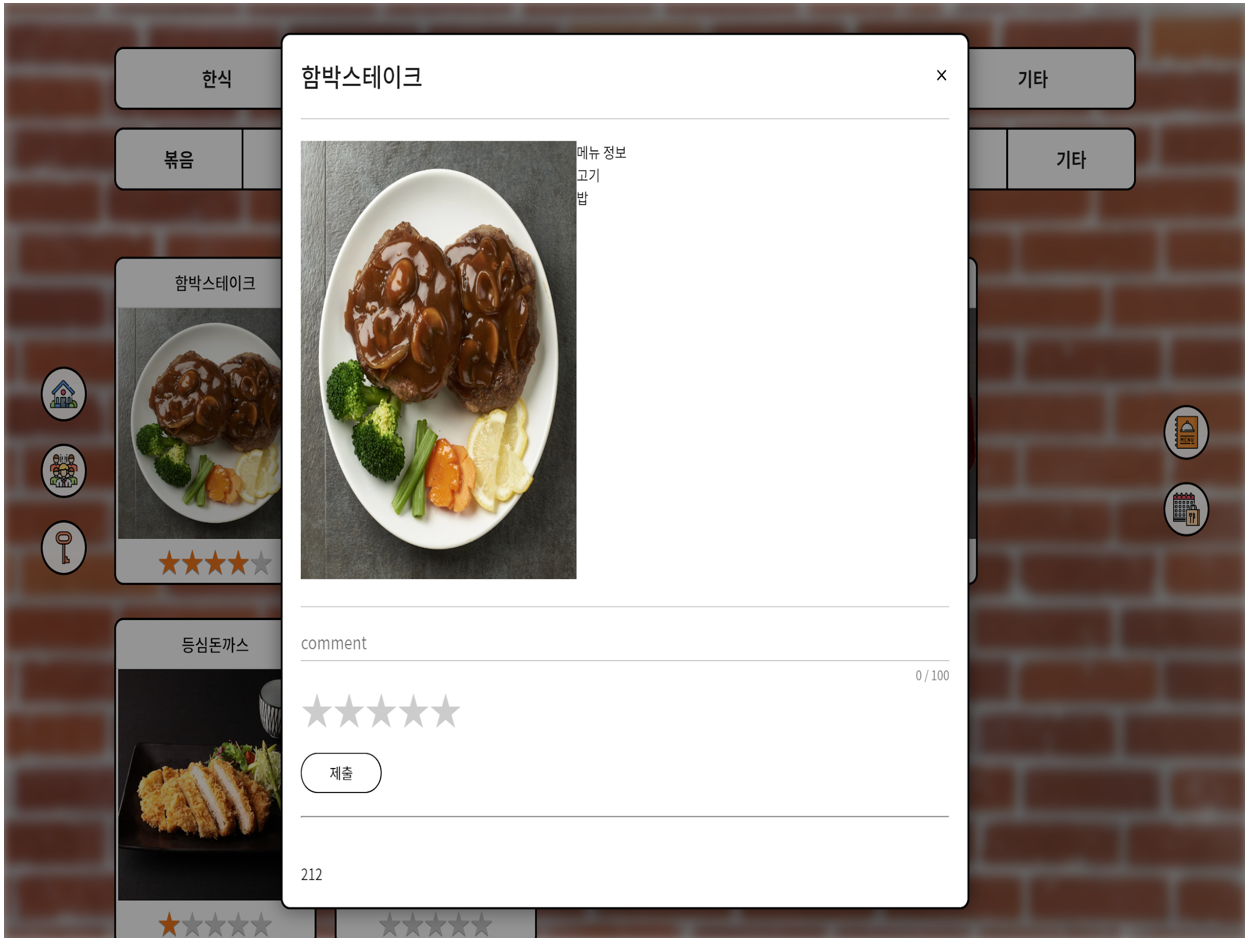 한식
기타
볶음
기타
함박스테이크
등심돈까스
함박스테이크
x
메뉴 정보
고기
밥
comment
0 / 100
제출
212
MENU